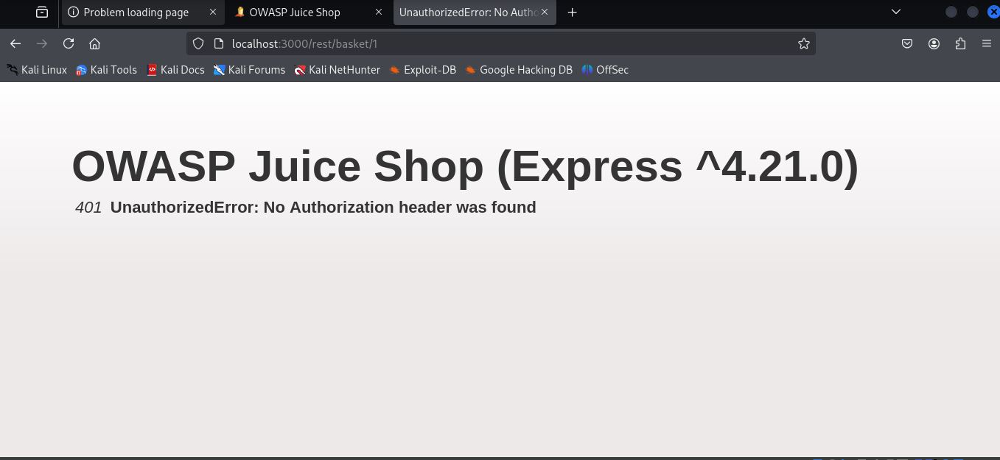 Problem loading page
OWASP Juice Shop
UnauthorizedError: No Autho
localhost:3000/rest/basket/1
Kali Linux
Kali Tools
Kali Docs
Kali Forums
Kali NetHunter
Exploit-DB
Google Hacking DB
OffSec
OWASP Juice Shop (Express ^4.21.0)
401 UnauthorizedError: No Authorization header was found